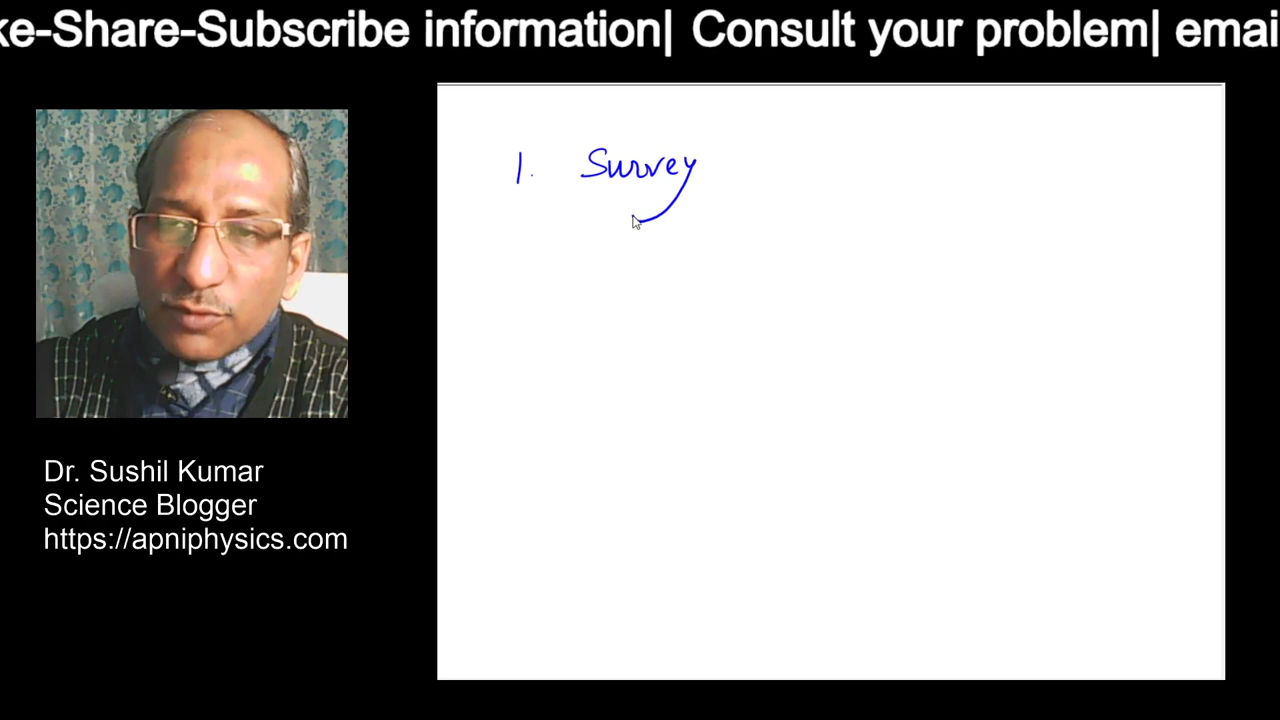 ke-Share-Subscribe information| Consult your problem| emai
1. Survey
Dr. Sushil Kumar
Science Blogger
https://apniphysics.com